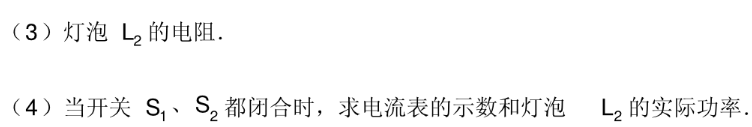 （3）灯泡 L₂ 的电阻．
（4）当开关 S₁、S₂ 都闭合时，求电流表的示数和灯泡 L₂ 的实际功率．